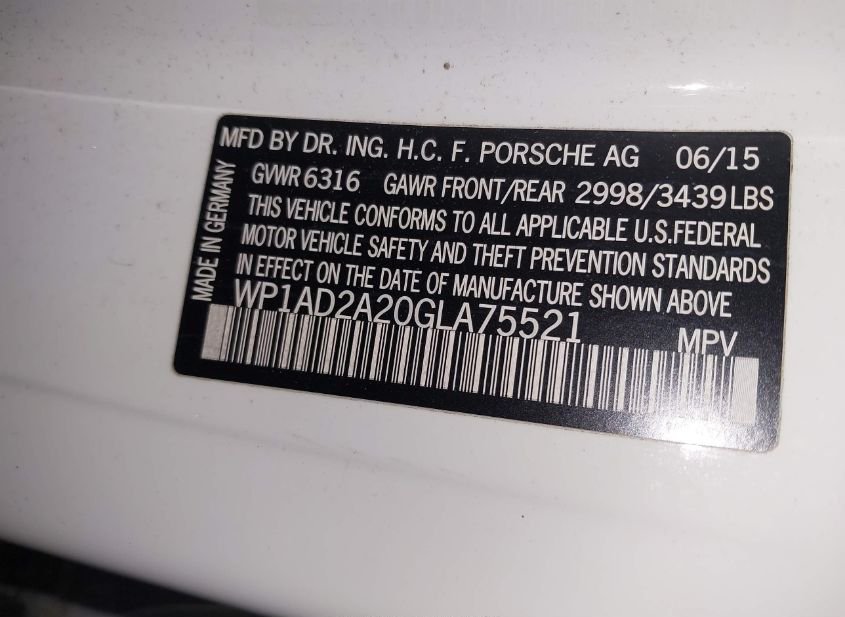 MFD BY DR. ING. H.C. F. PORSCHE AG 06/15
GVWR 6316 GAWR FRONT/REAR 2998/3439 LBS
THIS VEHICLE CONFORMS TO ALL APPLICABLE U.S.FEDERAL
MOTOR VEHICLE SAFETY AND THEFT PREVENTION STANDARDS
IN EFFECT ON THE DATE OF MANUFACTURE SHOWN ABOVE
WP1AD2A20GLA75521 MPV
MADE IN GERMANY